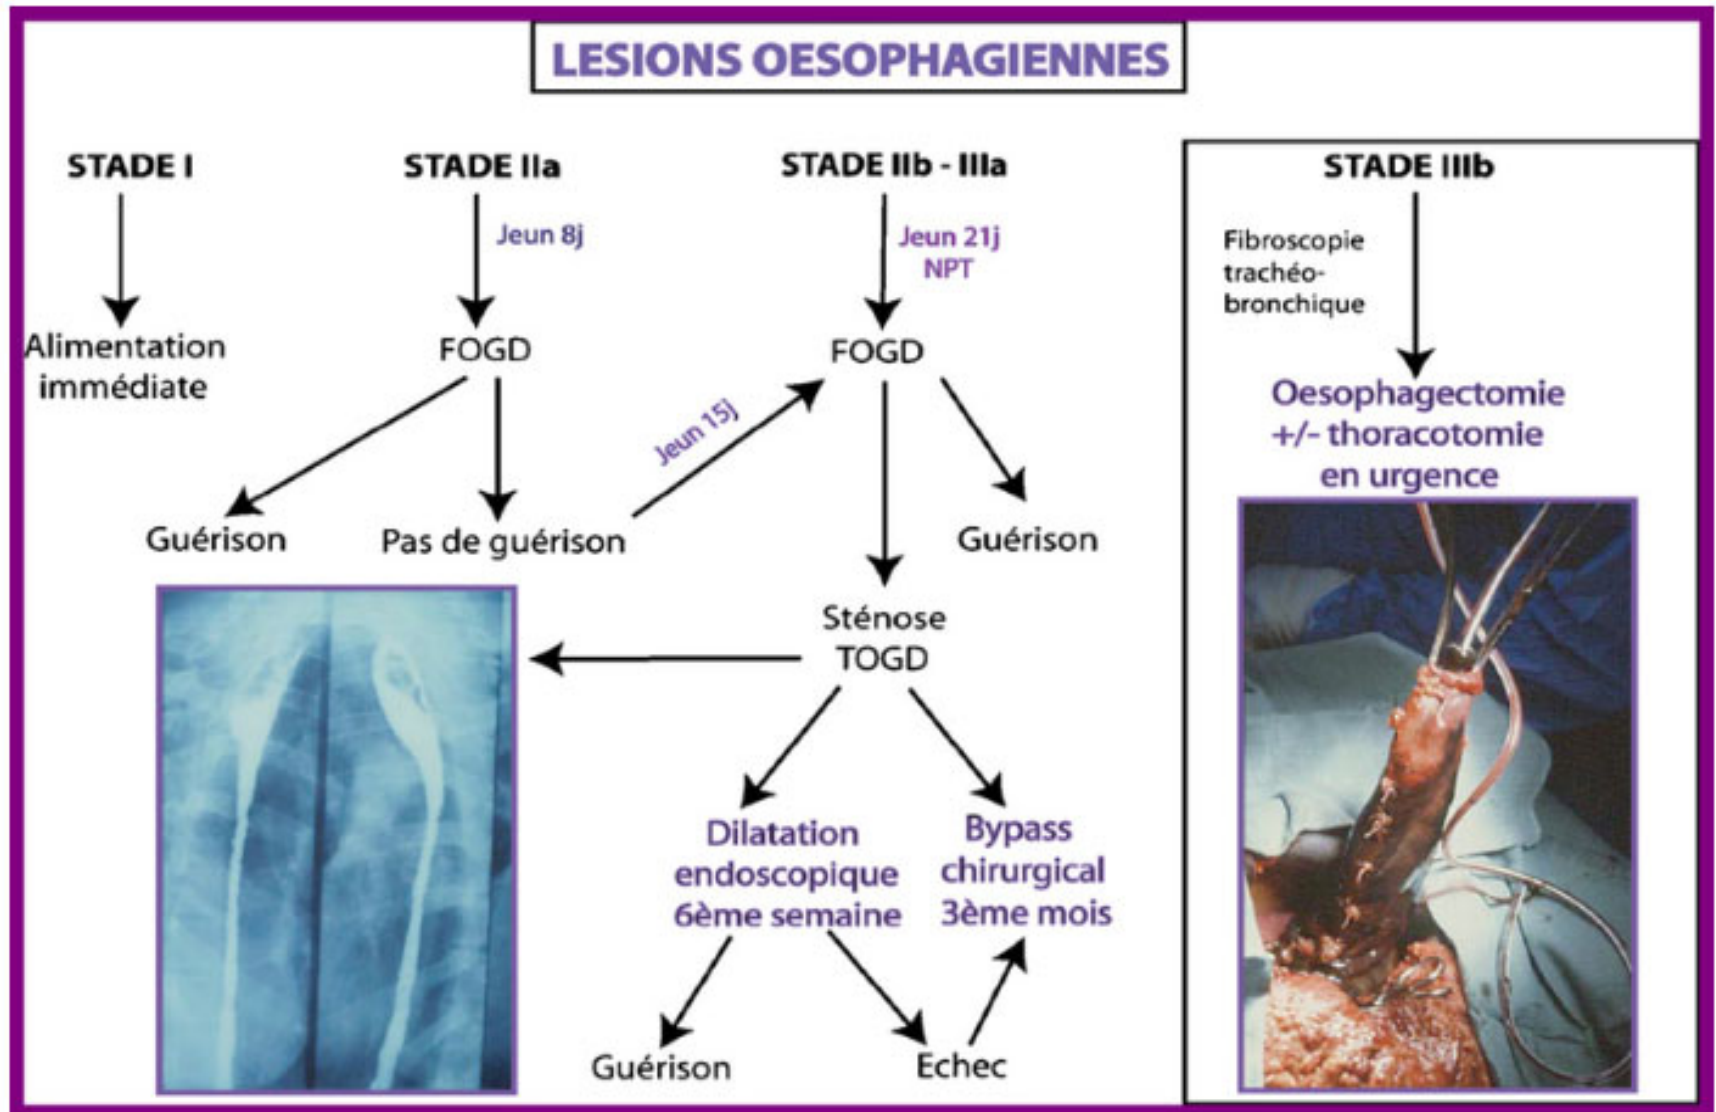 LESIONS OESOPHAGIENNES
STADE I
Alimentation
immédiate
STADE IIa
Jeun 8j
FOGD
Guérison
Pas de guérison
Jeun 15j
STADE IIb - IIIa
Jeun 21j
NPT
FOGD
Guérison
Sténose
TOGD
Dilatation
endoscopique
6ème semaine
Bypass
chirurgical
3ème mois
Guérison
Echec
STADE IIIb
Fibroscopie
trachéo-
bronchique
Oesophagectomie
+/- thoracotomie
en urgence